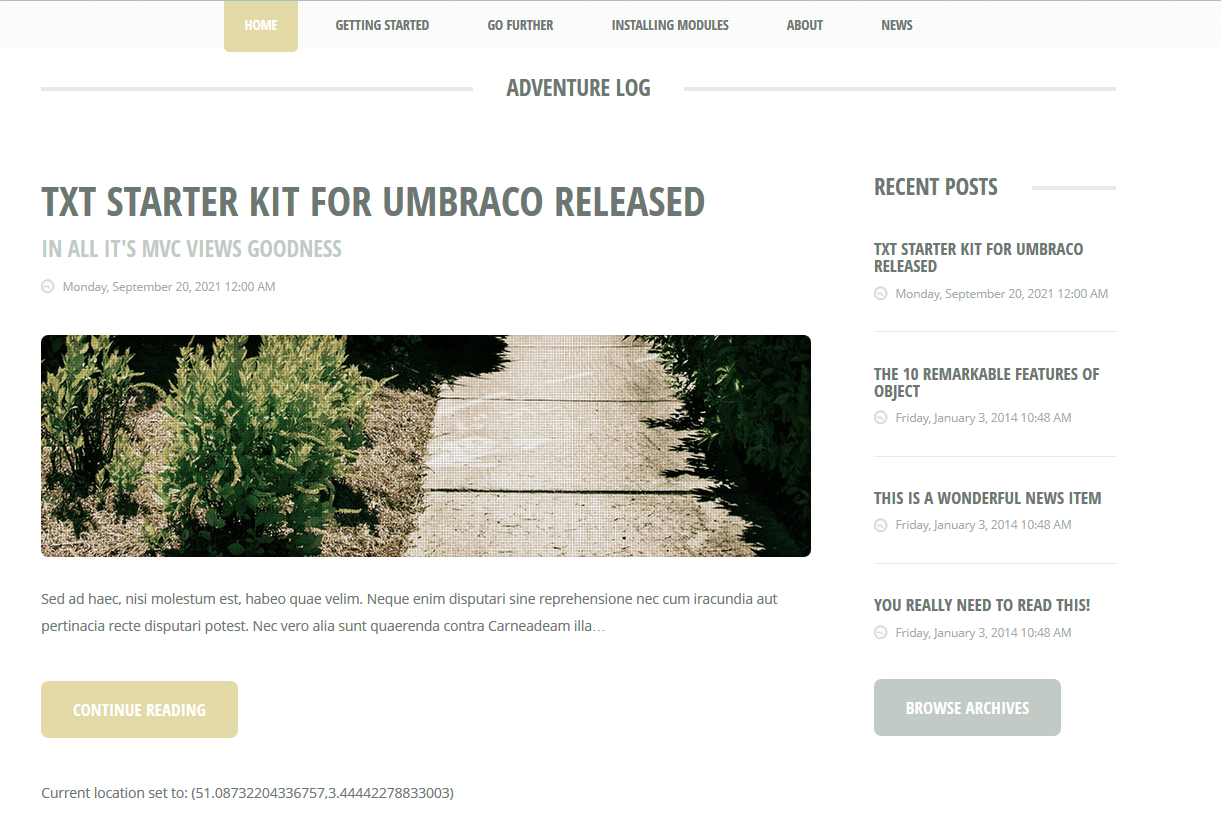 HOME GETTING STARTED GO FURTHER INSTALLING MODULES ABOUT NEWS
ADVENTURE LOG
TXT STARTER KIT FOR UMBRACO RELEASED
IN ALL IT'S MVC VIEWS GOODNESS
Monday, September 20, 2021 12:00 AM
Sed ad haec, nisi molestum est, habeo quae velim. Neque enim disputari sine reprehensione nec cum iracundia aut
pertinacia recte disputari potest. Nec vero alia sunt quaerenda contra Carneadeam illa…
CONTINUE READING
Current location set to: (51.08732204336757,3.44442278833003)
RECENT POSTS
TXT STARTER KIT FOR UMBRACO
RELEASED
Monday, September 20, 2021 12:00 AM
THE 10 REMARKABLE FEATURES OF
OBJECT
Friday, January 3, 2014 10:48 AM
THIS IS A WONDERFUL NEWS ITEM
Friday, January 3, 2014 10:48 AM
YOU REALLY NEED TO READ THIS!
Friday, January 3, 2014 10:48 AM
BROWSE ARCHIVES